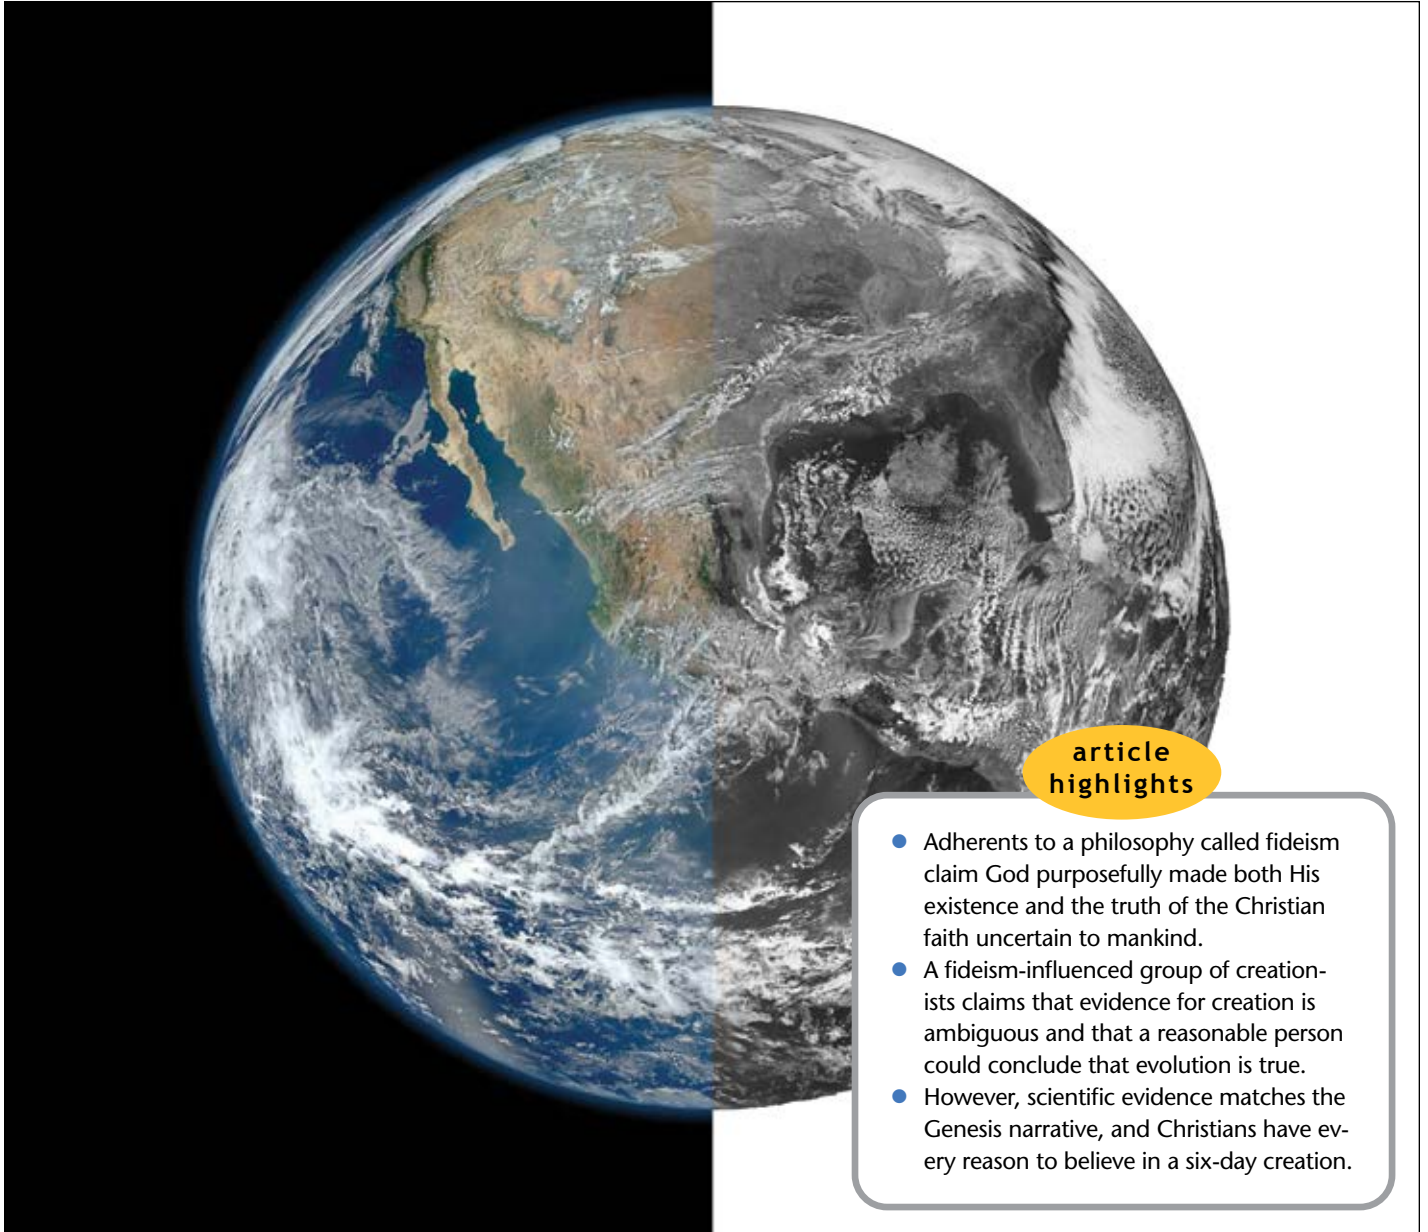 article
highlights
● Adherents to a philosophy called fideism
claim God purposefully made both His
existence and the truth of the Christian
faith uncertain to mankind.
● A fideism-influenced group of creation-
ists claims that evidence for creation is
ambiguous and that a reasonable person
could conclude that evolution is true.
● However, scientific evidence matches the
Genesis narrative, and Christians have ev-
ery reason to believe in a six-day creation.